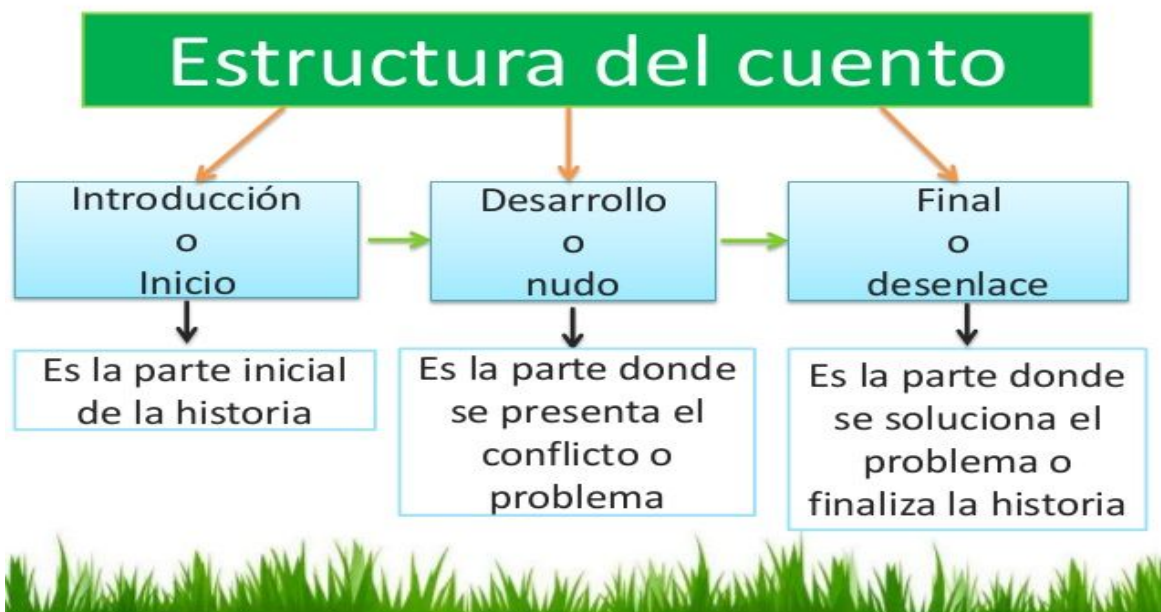 Estructura del cuento
Introducción
o
Inicio
Desarrollo
o
nudo
Final
o
desenlace
Es la parte inicial
de la historia
Es la parte donde
se presenta el
conflicto o
problema
Es la parte donde
se soluciona el
problema o
finaliza la historia